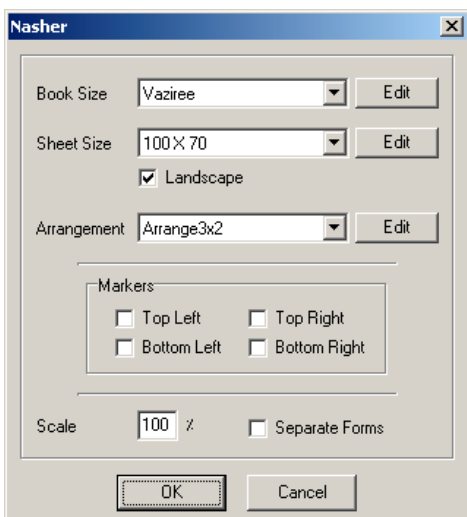 Nasher
Book Size Vaziree Edit
Sheet Size 100 X 70 Edit
Landscape
Arrangement Arrange3x2 Edit
Markers
Top Left Top Right
Bottom Left Bottom Right
Scale 100 % Separate Forms
OK Cancel